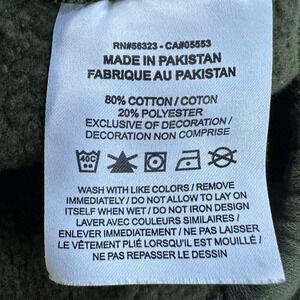 RN#56323 - CA#05553
MADE IN PAKISTAN
FABRIQUE AU PAKISTAN
80% COTTON / COTON
20% POLYESTER
EXCLUSIVE OF DECORATION /
DECORATION NON COMPRISE
40C
WASH WITH LIKE COLORS / REMOVE
IMMEDIATELY / DO NOT ALLOW TO LAY ON
ITSELF WHEN WET / DO NOT IRON DESIGN
LAVER AVEC COULEURS SIMILAIRES /
ENLEVER IMMEDIATEMENT / NE PAS LAISSER
LE VÊTEMENT PLIÉ LORSQU'IL EST MOUILLÉ /
NE PAS REPASSER LE DESSIN